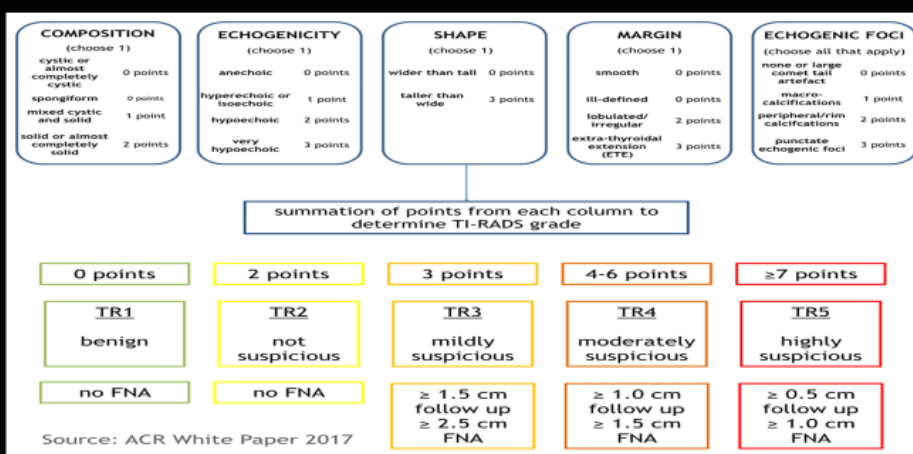 COMPOSITION
(choose 1)
cystic or
almost
completely
cystic
0 points
spongiform
0 points
mixed cystic
and solid
1 point
solid or almost
completely
solid
2 points
ECHOGENICITY
(choose 1)
anechoic
0 points
hyperechoic or
isoechoic
1 point
hypoechoic
2 points
very
hypoechoic
3 points
SHAPE
(choose 1)
wider than tall
0 points
taller than
wide
3 points
MARGIN
(choose 1)
smooth
0 points
ill-defined
0 points
lobulated/
irregular
2 points
extra-thyroidal
extension
(ETE)
3 points
ECHOGENIC FOCI
(choose all that apply)
none or large
comet tail
artefact
0 points
macro-
calcifications
1 point
peripheral/rim
calcifcations
2 points
punctate
echogenic foci
3 points
summation of points from each column to
determine TI-RADS grade
0 points
2 points
3 points
4-6 points
≥7 points
TR1
benign
TR2
not
suspicious
TR3
mildly
suspicious
TR4
moderately
suspicious
TR5
highly
suspicious
no FNA
no FNA
≥ 1.5 cm
follow up
≥ 2.5 cm
FNA
≥ 1.0 cm
follow up
≥ 1.5 cm
FNA
≥ 0.5 cm
follow up
≥ 1.0 cm
FNA
Source: ACR White Paper 2017